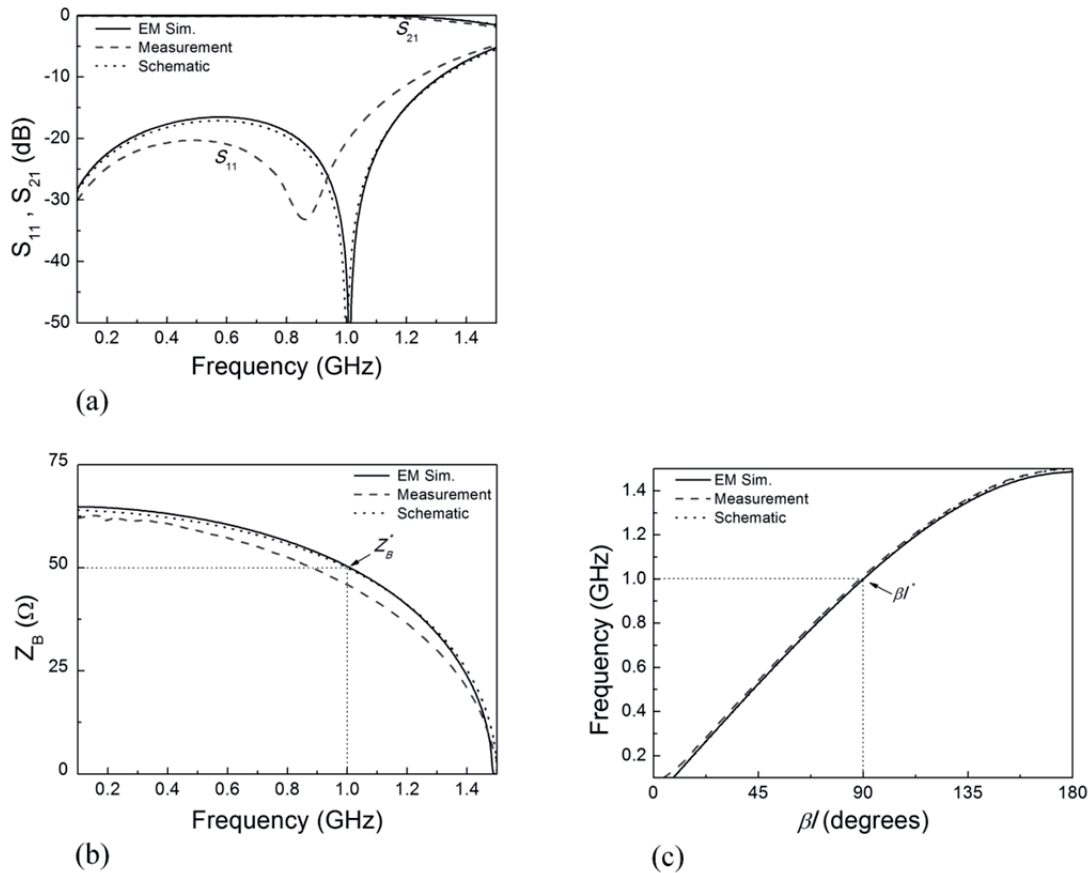 0
-10
-20
-30
-40
-50
S11 , S21 (dB)
EM Sim.
Measurement
Schematic
S21
S11
0.2 0.4 0.6 0.8 1.0 1.2 1.4
Frequency (GHz)
(a)
75
50
25
0
Z_B (Ω)
EM Sim.
Measurement
Schematic
Z_B*
0.2 0.4 0.6 0.8 1.0 1.2 1.4
Frequency (GHz)
(b)
1.4
1.2
1.0
0.8
0.6
0.4
0.2
Frequency (GHz)
EM Sim.
Measurement
Schematic
βl*
0 45 90 135 180
βl (degrees)
(c)